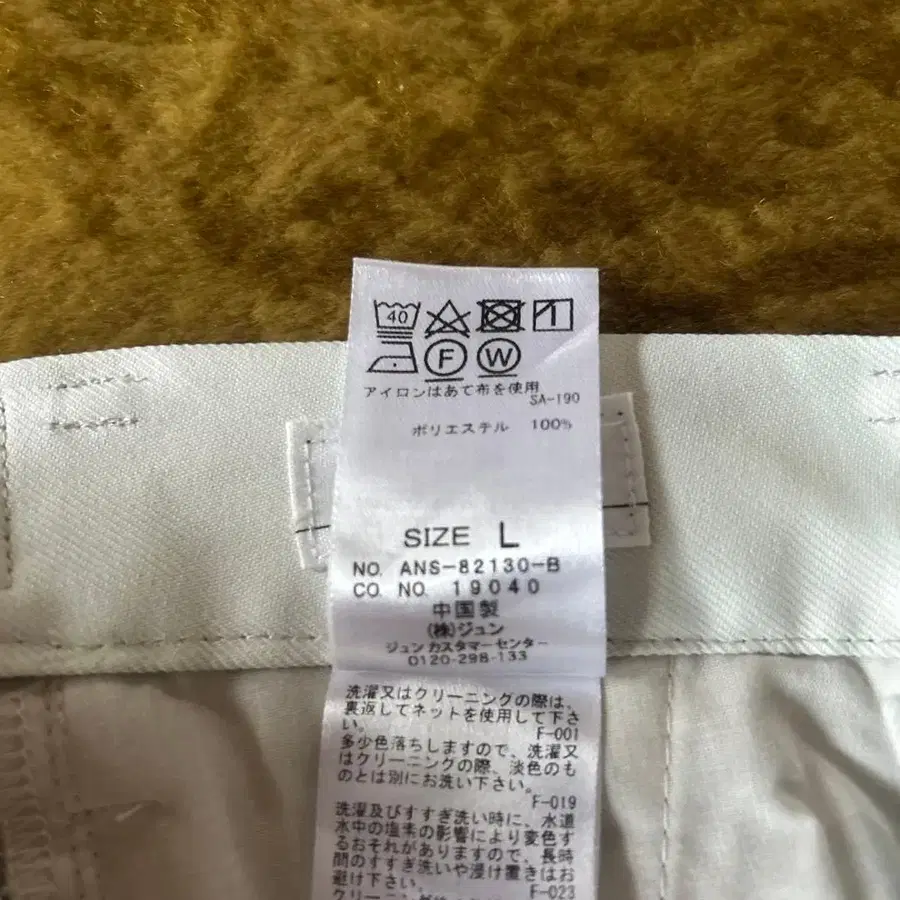 40
F W
アイロンはあて布を使用
SA-190
ポリエステル 100%
SIZE L
NO. ANS-82130-B
CO. NO. 19040
中国製
(株)ジュン
ジュン カスタマーセンター
0120-298-133
洗濯又はクリーニングの際は、
裏返してネットを使用して下さ
い。
F-001
多少色落ちしますので、洗濯又
はクリーニングの際、淡色のも
のとは別にお洗い下さい。
F-019
洗濯及びすすぎ洗い時に、水道
水中の塩素の影響により変色す
るおそれがありますので、長時
間のすすぎ洗いや浸け置きはお
避け下さい。
F-023